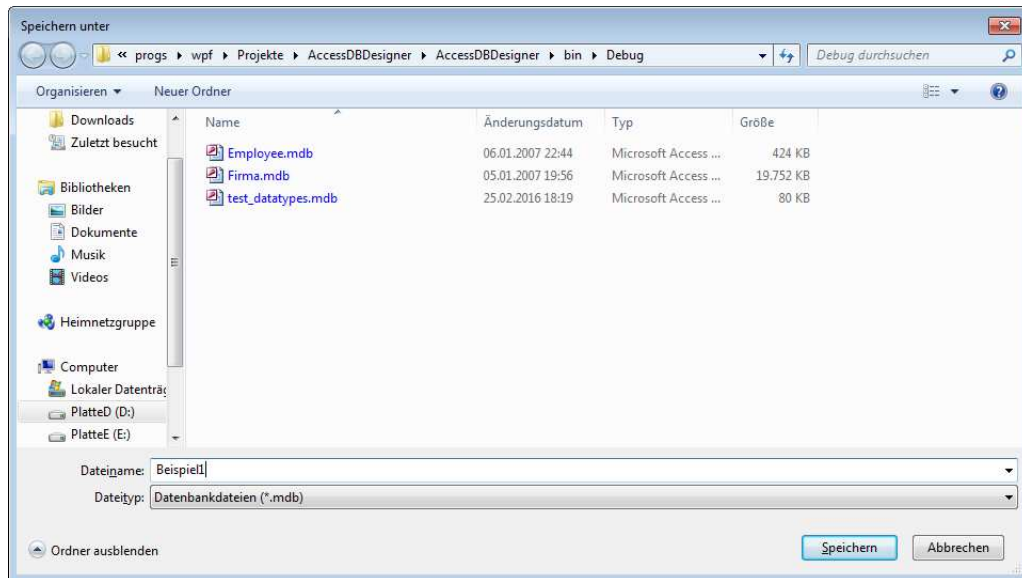 Speichern unter
« progs ▸ wpf ▸ Projekte ▸ AccessDBDesigner ▸ AccessDBDesigner ▸ bin ▸ Debug
Debug durchsuchen
Organisieren Neuer Ordner
Downloads
Zuletzt besucht
Bibliotheken
Bilder
Dokumente
Musik
Videos
Heimnetzgruppe
Computer
Lokaler Datenträg
PlatteD (D:)
PlatteE (E:)
Name Änderungsdatum Typ Größe
Employee.mdb 06.01.2007 22:44 Microsoft Access ... 424 KB
Firma.mdb 05.01.2007 19:56 Microsoft Access ... 19.752 KB
test_datatypes.mdb 25.02.2016 18:19 Microsoft Access ... 80 KB
Dateiname: Beispiel1
Dateityp: Datenbankdateien (*.mdb)
Ordner ausblenden
Speichern Abbrechen